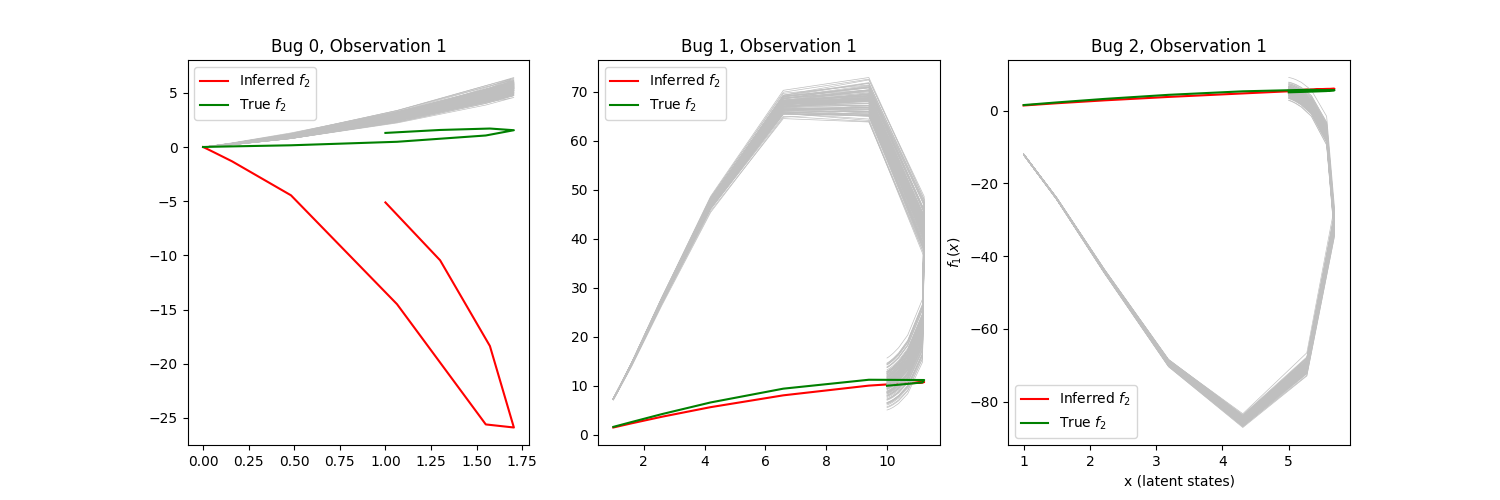 Bug 0, Observation 1
Inferred f₂
True f₂
5
0
−5
−10
−15
−20
−25
0.00 0.25 0.50 0.75 1.00 1.25 1.50 1.75
Bug 1, Observation 1
Inferred f₂
True f₂
70
60
50
40
30
20
10
0
2 4 6 8 10
Bug 2, Observation 1
f₁(x)
0
−20
−40
−60
−80
Inferred f₂
True f₂
1 2 3 4 5
x (latent states)